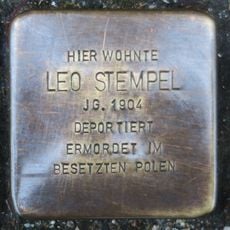 HIER WOHNTE
LEO STEMPEL
JG. 1904
DEPORTIERT
ERMORDET IM
BESETZTEN POLEN